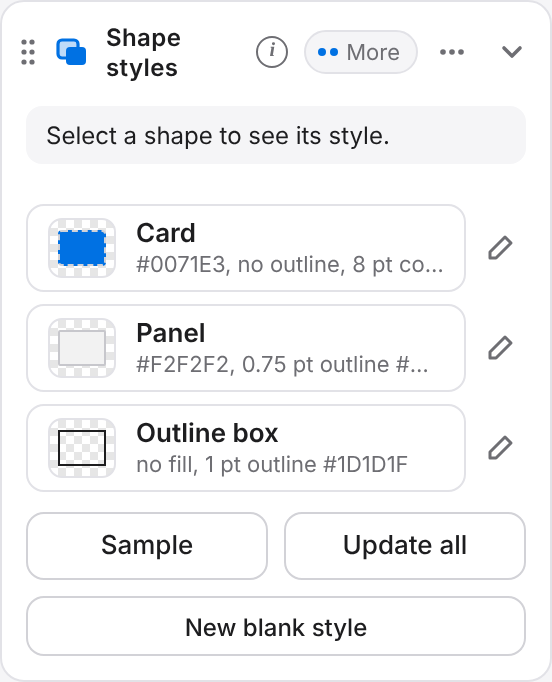 Shape
styles
i
More
Select a shape to see its style.
Card
#0071E3, no outline, 8 pt co...
Panel
#F2F2F2, 0.75 pt outline #...
Outline box
no fill, 1 pt outline #1D1D1F
Sample
Update all
New blank style